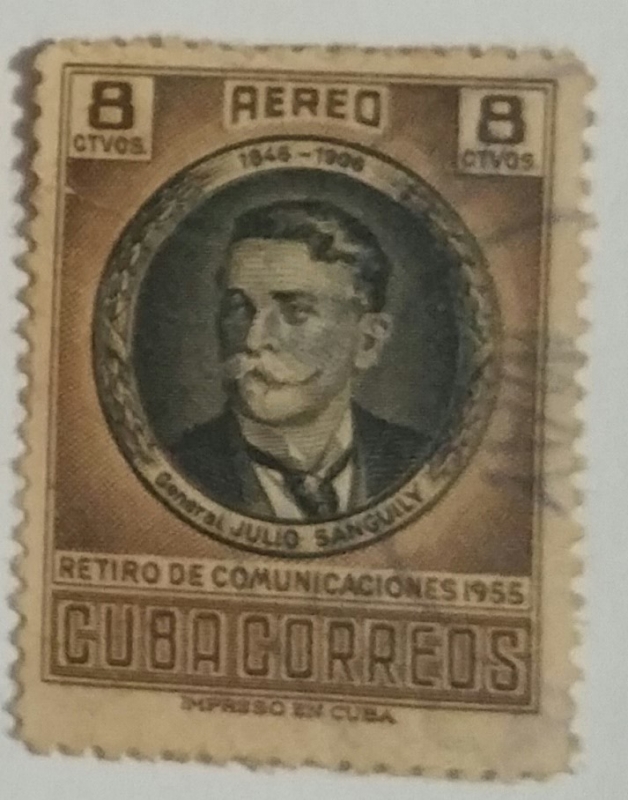 8 CTVOS.
AEREO
8 CTVOS.
1846-1906
General JULIO SANGUILY
RETIRO DE COMUNICACIONES 1955
CUBA CORREOS
IMPRESO EN CUBA